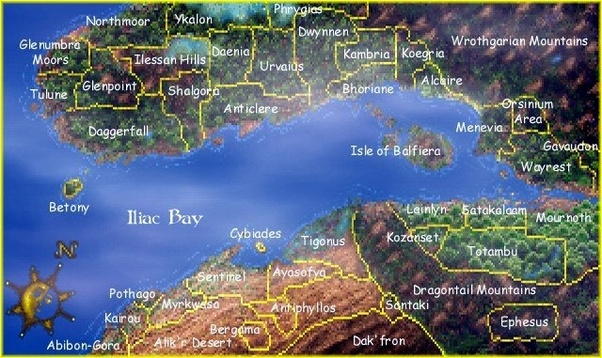 Northmoor
Ykalon
Phrygias
Glenumbra
Moors
Ilessan Hills
Daenia
Dwynnen
Urvaius
Kambria
Koegria
Wrothgarian Mountains
Tulune
Glenpoint
Shalgora
Anticlere
Bhoriane
Alcaire
Daggerfall
Orsinium
Area
Menevia
Isle of Balfiera
Gavaudon
Wayrest
Betony
Iliac Bay
Cybiades
Tigonus
Kozanset
Lainlyn
Satakalaam
Mournoth
Totambu
N
Sentinel
Ayasofya
Pothago
Myrkwasa
Antiphyllos
Santaki
Dragontail Mountains
Kairou
Bergama
Ephesus
Abibon-Gora
Alik'r Desert
Dak'fron